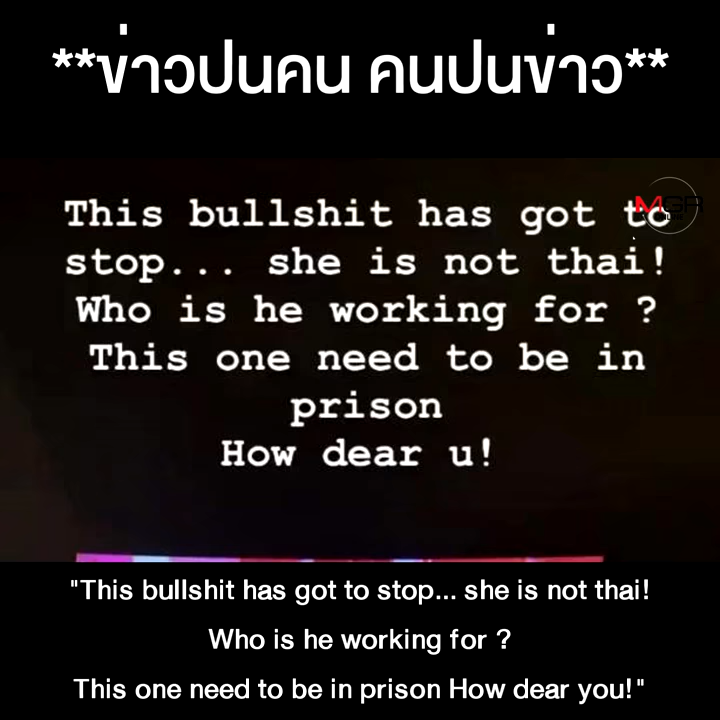 **ข่าวปนคน คนปนข่าว**
MGR
This bullshit has got to
stop... she is not thai!
Who is he working for ?
This one need to be in
prison
How dear u!
"This bullshit has got to stop... she is not thai!
Who is he working for ?
This one need to be in prison How dear you!"